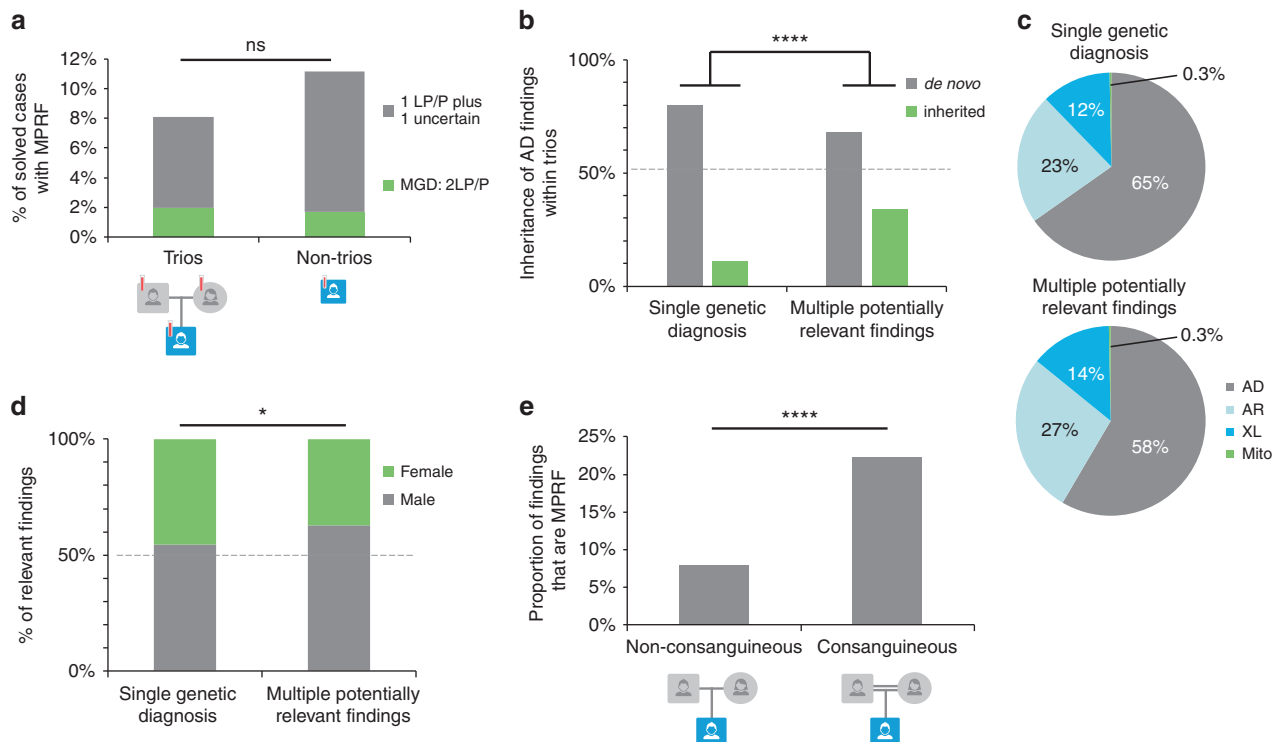 a
ns
% of solved cases
with MPRF
12%
10%
8%
6%
4%
2%
0%
1 LP/P plus
1 uncertain
MGD: 2LP/P
Trios
Non-trios
b
****
Inheritance of AD findings
within trios
100%
50%
0%
de novo
inherited
Single genetic
diagnosis
Multiple potentially
relevant findings
c
Single genetic
diagnosis
0.3%
12%
23%
65%
Multiple potentially
relevant findings
0.3%
14%
27%
58%
AD
AR
XL
Mito
d
*
% of relevant findings
100%
50%
0%
Female
Male
Single genetic
diagnosis
Multiple potentially
relevant findings
e
****
Proportion of findings
that are MPRF
25%
20%
15%
10%
5%
0%
Non-consanguineous
Consanguineous